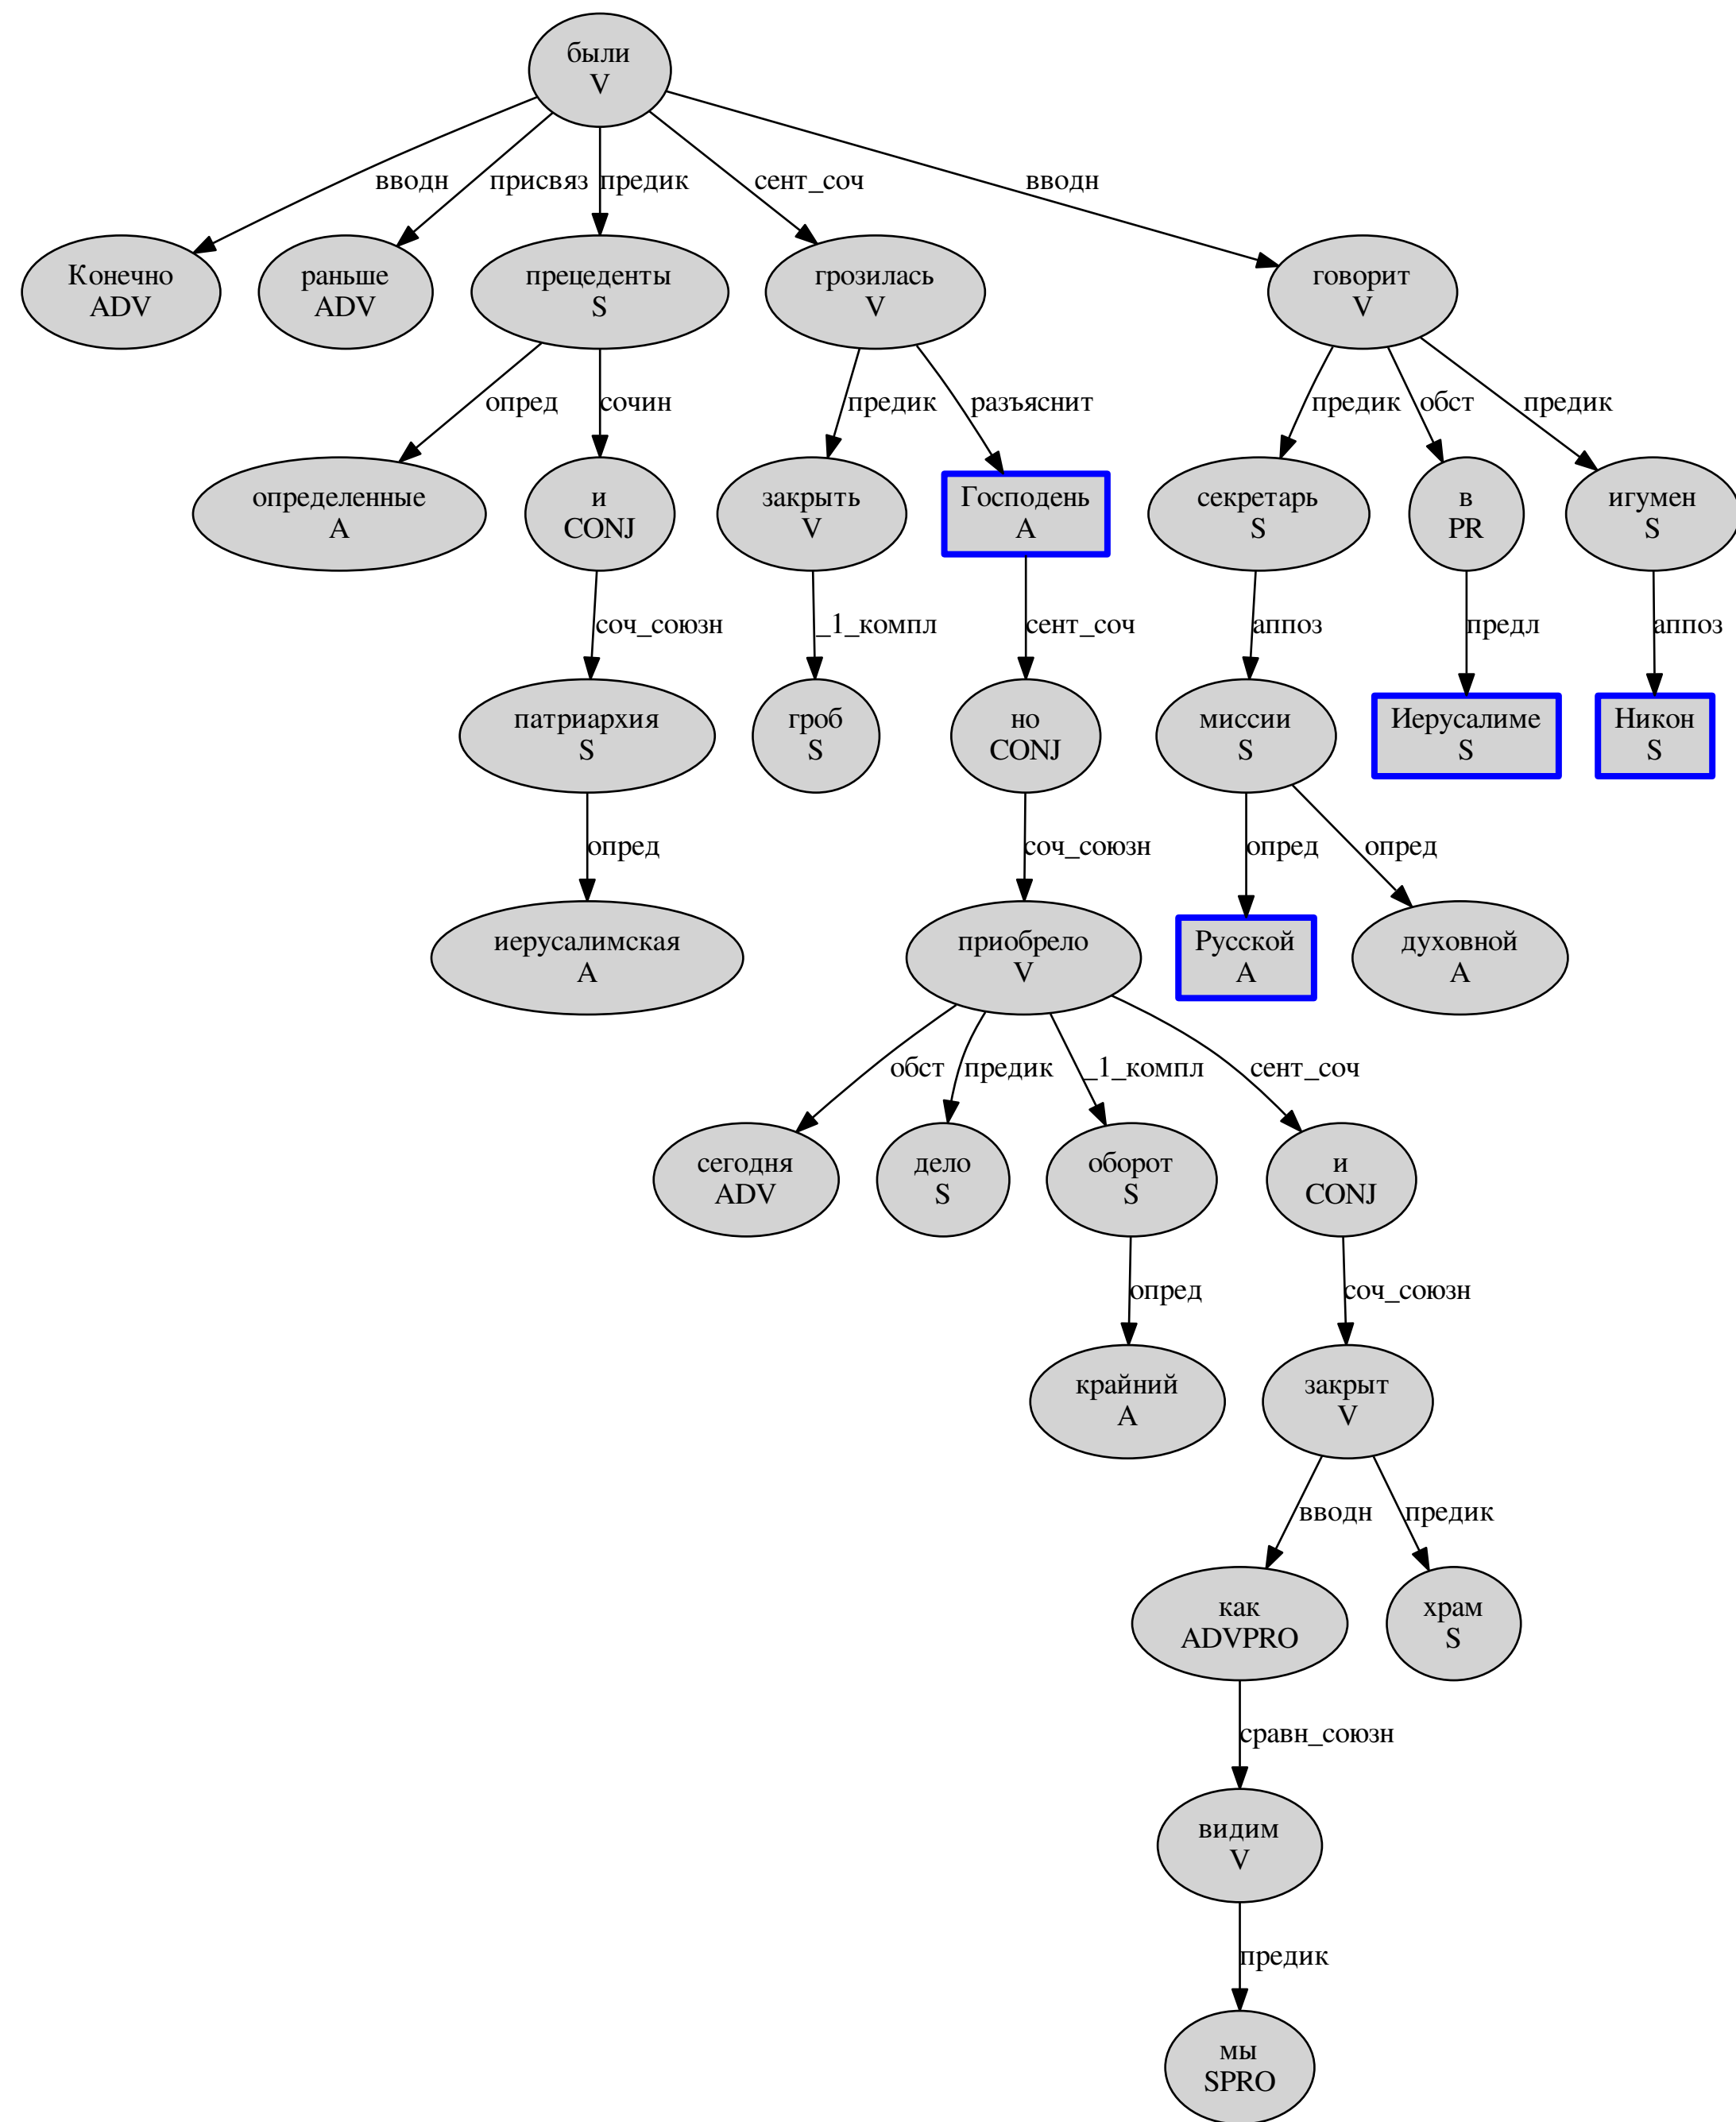 были
V
вводн
присвяз
предик
сент_соч
вводн
Конечно
ADV
раньше
ADV
прецеденты
S
грозилась
V
говорит
V
опред
сочин
предик
разъяснит
предик
обст
предик
определенные
A
и
CONJ
закрыть
V
Господень
A
секретарь
S
в
PR
игумен
S
соч_союзн
_1_компл
сент_соч
аппоз
предл
аппоз
патриархия
S
гроб
S
но
CONJ
миссии
S
Иерусалиме
S
Никон
S
опред
соч_союзн
опред
опред
иерусалимская
A
приобрело
V
Русской
A
духовной
A
обст
предик
_1_компл
сент_соч
сегодня
ADV
дело
S
оборот
S
и
CONJ
опред
соч_союзн
крайний
A
закрыт
V
вводн
предик
как
ADVPRO
храм
S
сравн_союзн
видим
V
предик
мы
SPRO